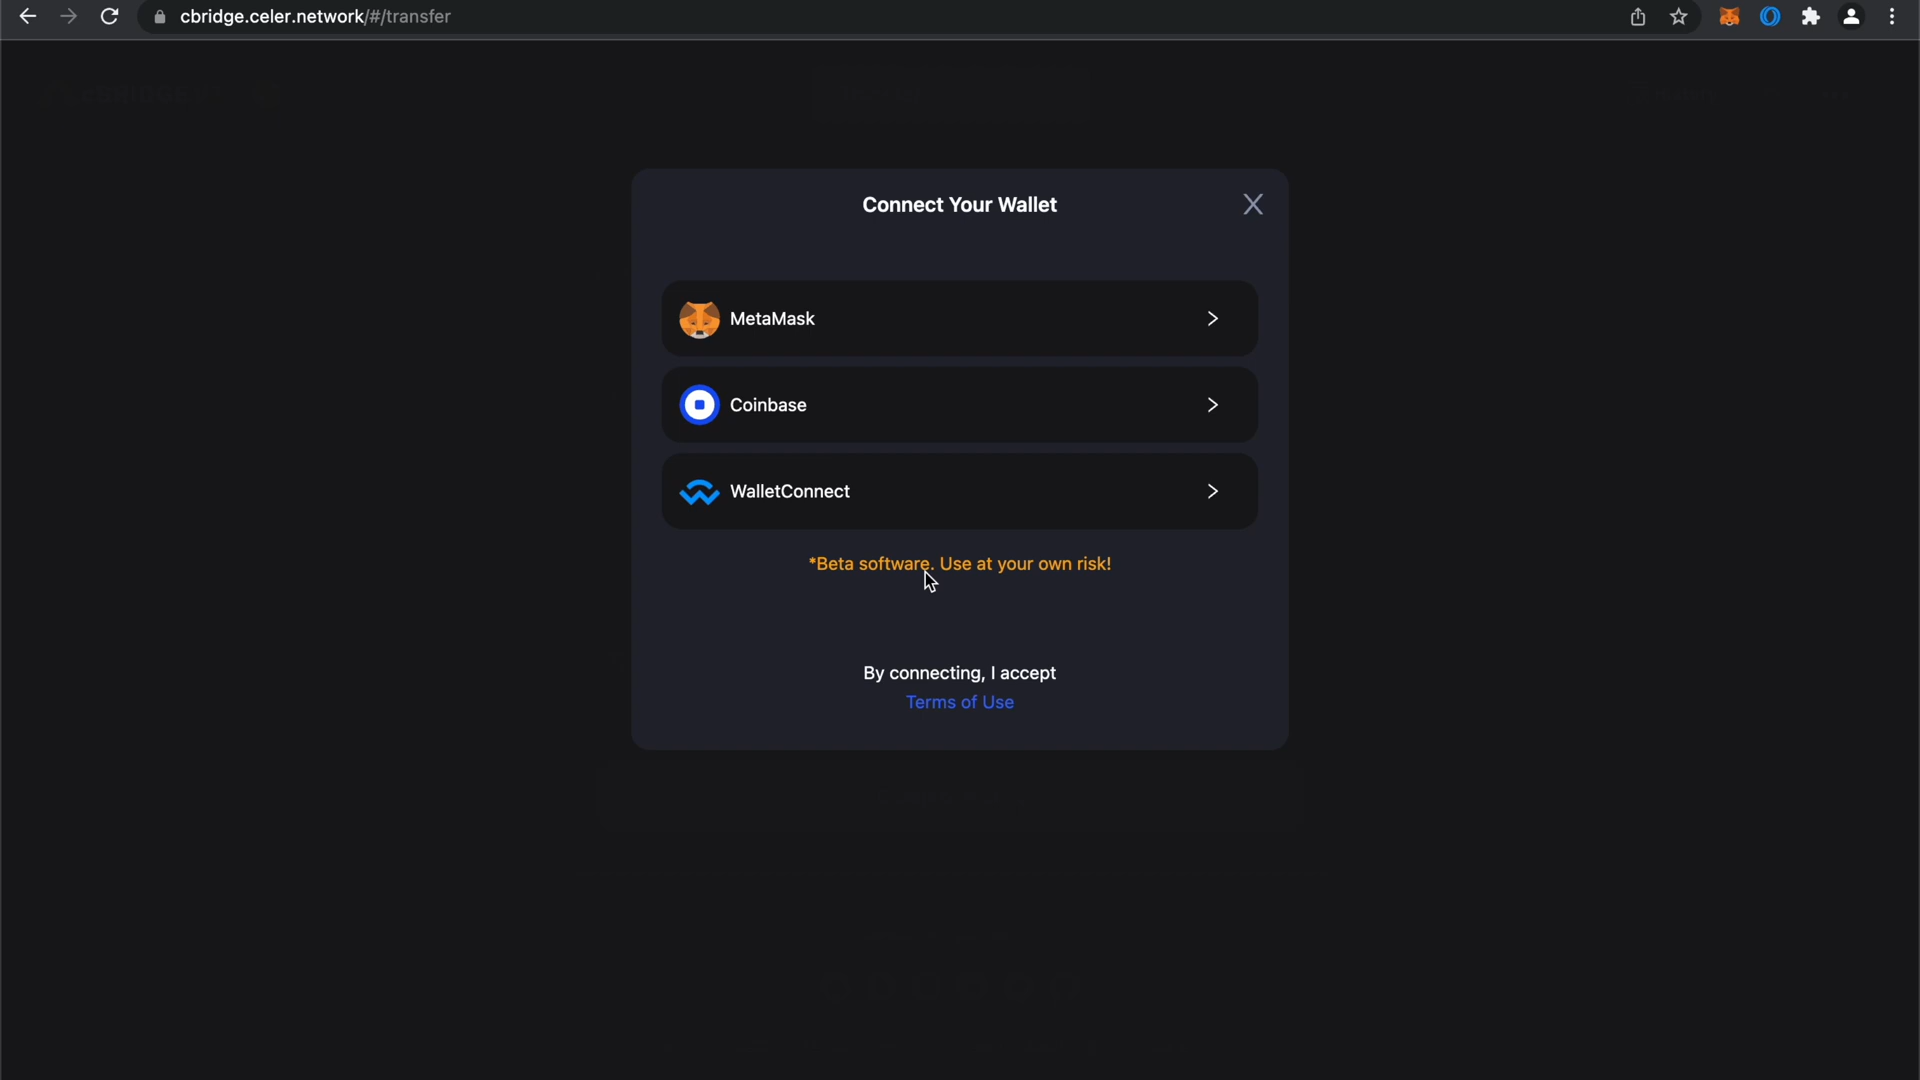 cbridge.celer.network/#/transfer
Connect Your Wallet
MetaMask
Coinbase
WalletConnect
*Beta software. Use at your own risk!
By connecting, I accept
Terms of Use